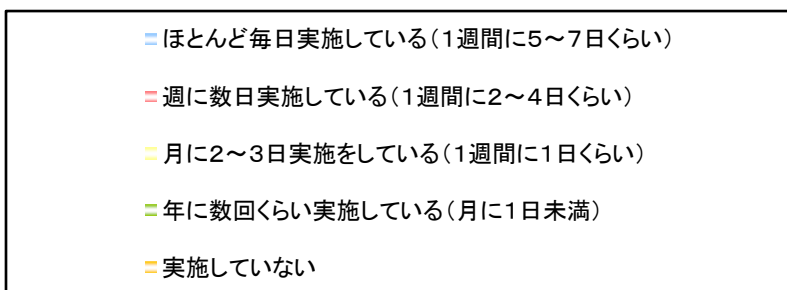 ほとんど毎日実施している(1週間に5~7日くらい)
週に数日実施している(1週間に2~4日くらい)
月に2~3日実施をしている(1週間に1日くらい)
年に数回くらい実施している(月に1日未満)
実施していない